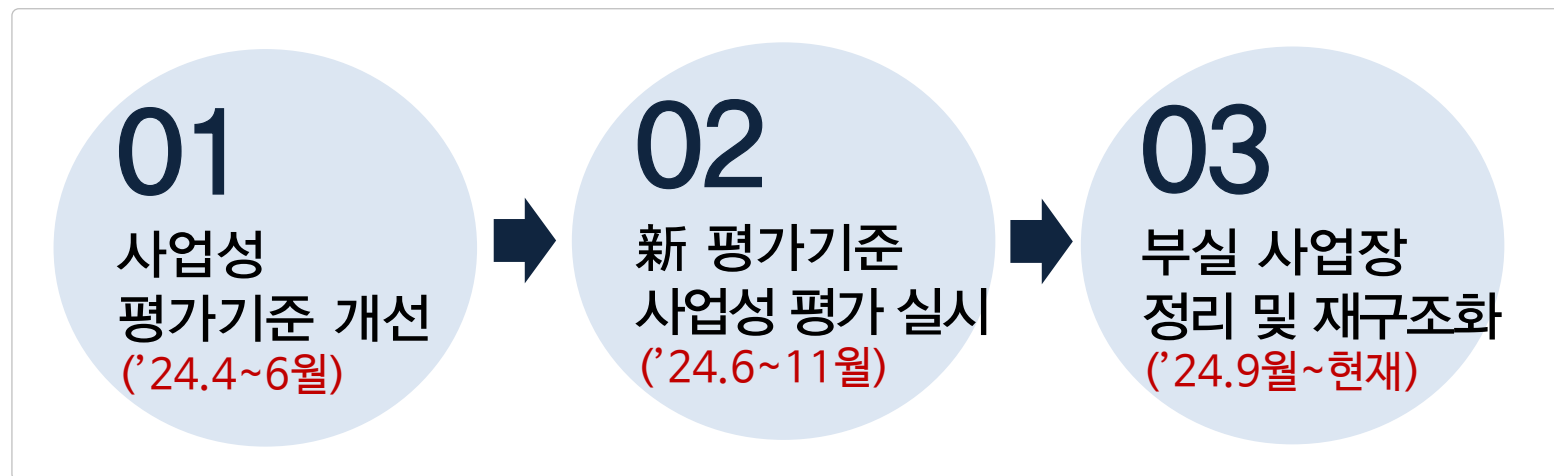 01
사업성
평가기준 개선
(’24.4~6월)
02
新 평가기준
사업성 평가 실시
(’24.6~11월)
03
부실 사업장
정리 및 재구조화
(’24.9월~현재)